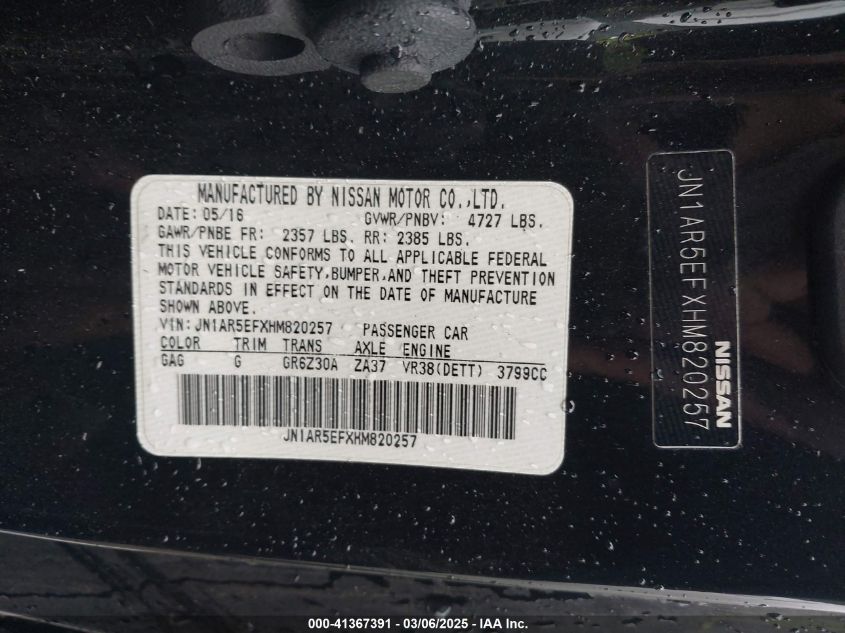 MANUFACTURED BY NISSAN MOTOR CO.,LTD.
DATE: 05/16 GVWR/PNBV: 4727 LBS.
GAWR/PNBE FR: 2357 LBS. RR: 2385 LBS.
THIS VEHICLE CONFORMS TO ALL APPLICABLE FEDERAL
MOTOR VEHICLE SAFETY,BUMPER,AND THEFT PREVENTION
STANDARDS IN EFFECT ON THE DATE OF MANUFACTURE
SHOWN ABOVE.
VIN: JN1AR5EFXHM820257 PASSENGER CAR
COLOR TRIM TRANS AXLE ENGINE
GAG G GR6Z30A ZA37 VR38(DETT) 3799CC
JN1AR5EFXHM820257
JN1AR5EFXHM820257
NISSAN
000-41367391 - 03/06/2025 - IAA Inc.